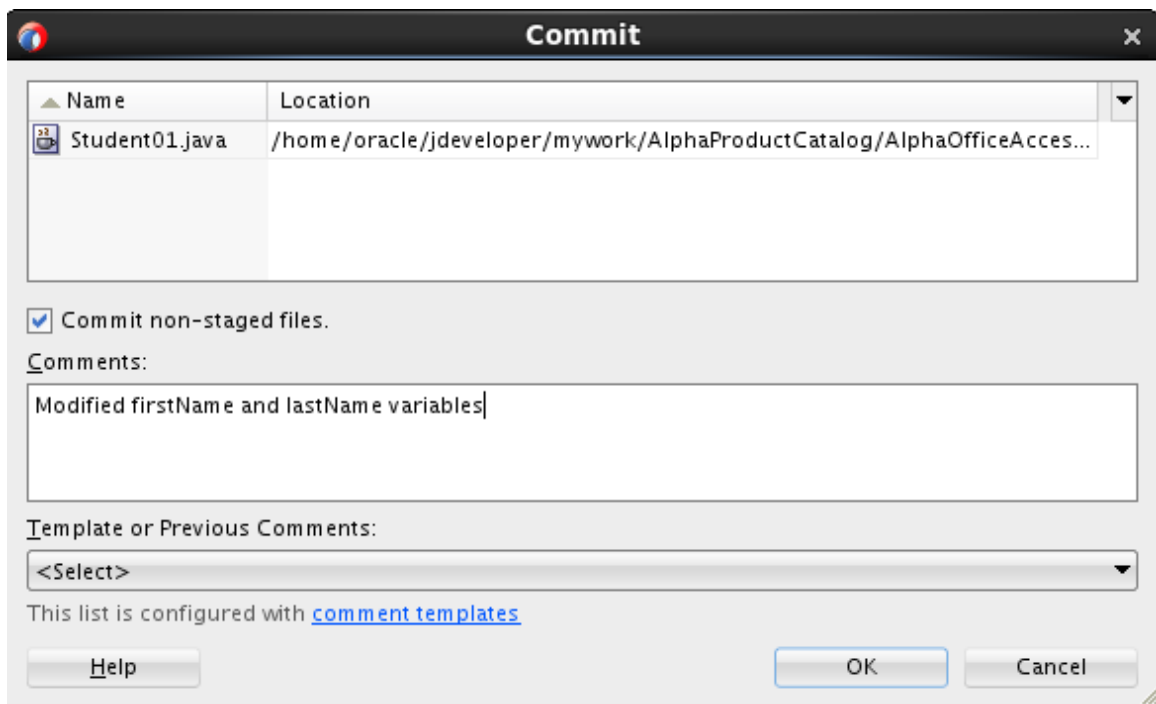 Commit
Name Location
Student01.java /home/oracle/jdeveloper/mywork/AlphaProductCatalog/AlphaOfficeAcces...
Commit non-staged files.
Comments:
Modified firstName and lastName variables
Template or Previous Comments:
<Select>
This list is configured with comment templates
Help OK Cancel